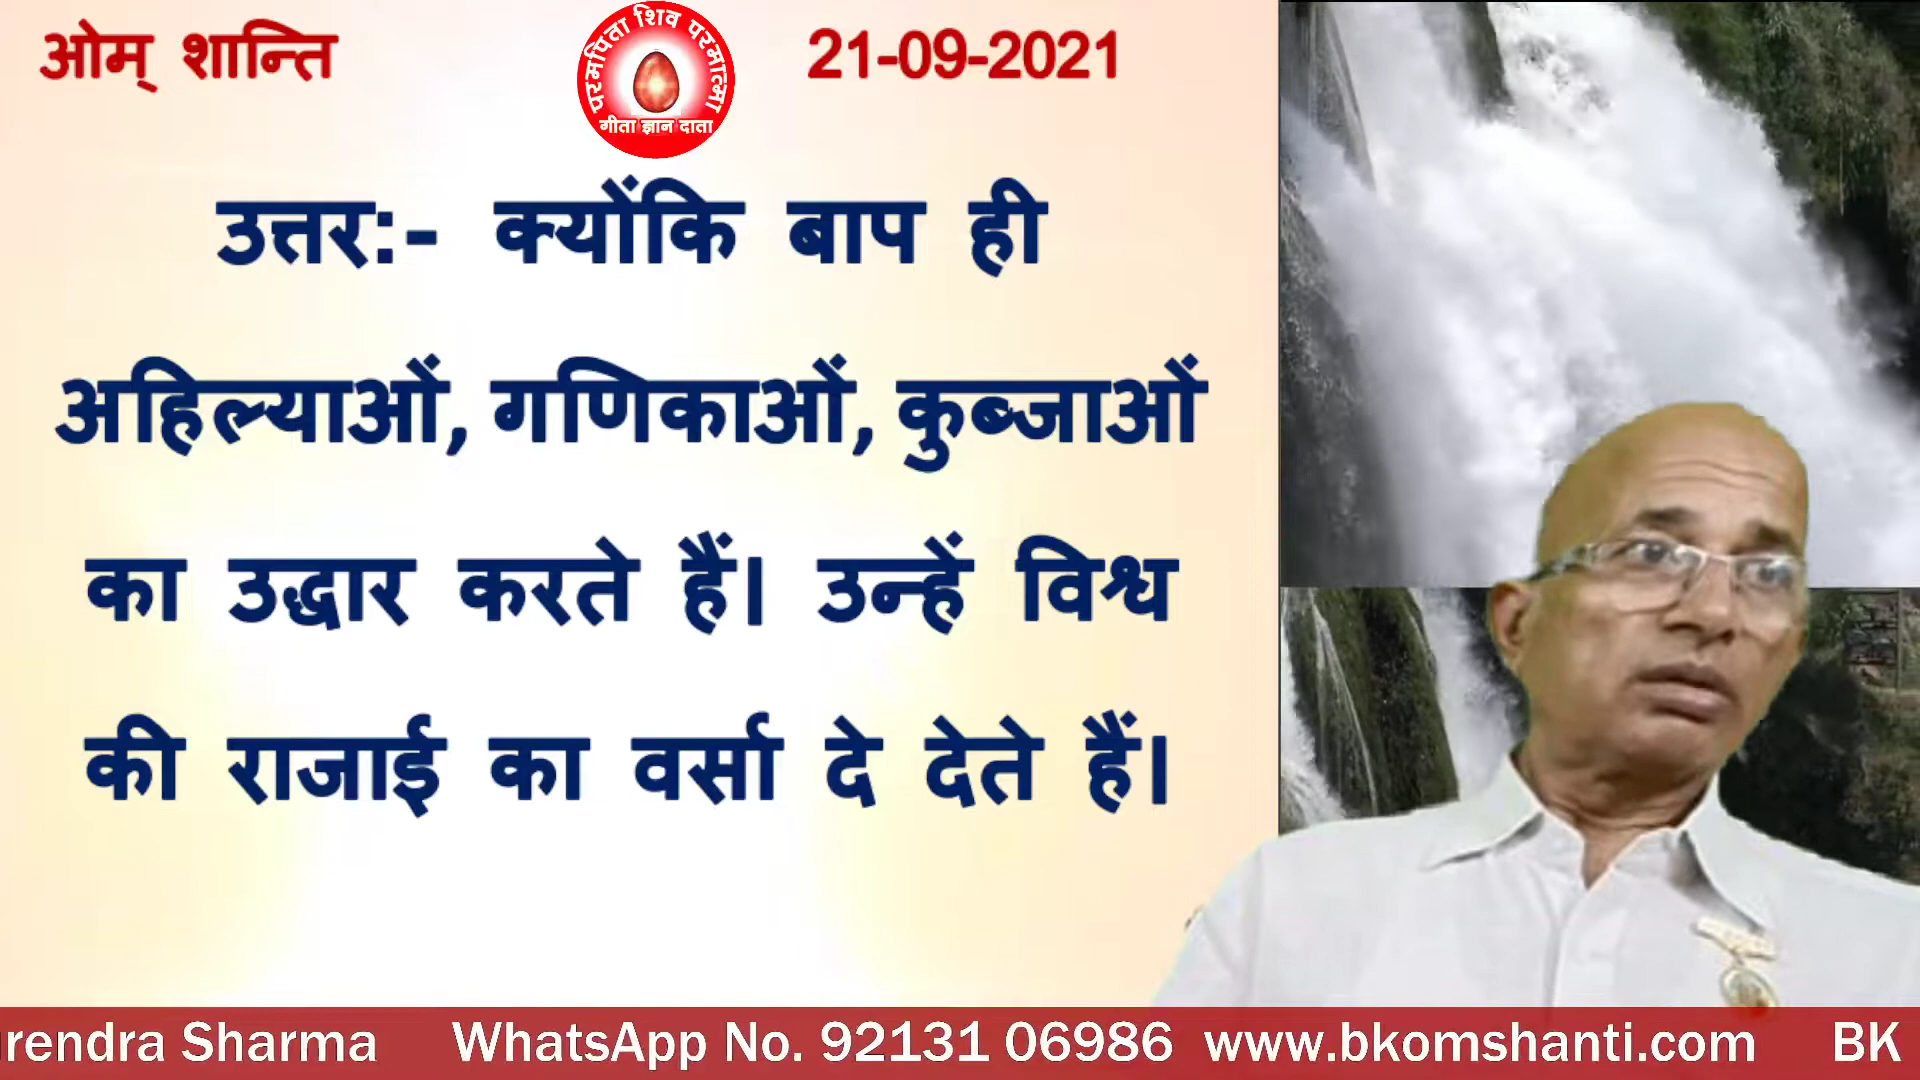 ओम् शान्ति
परमपिता शिव परमात्मा
गीता ज्ञान दाता
21-09-2021
उत्तर:- क्योंकि बाप ही
अहिल्याओं, गणिकाओं, कुब्जाओं
का उद्धार करते हैं। उन्हें विश्व
की राजाई का वर्सा दे देते हैं।
rendra Sharma WhatsApp No. 92131 06986 www.bkomshanti.com BK